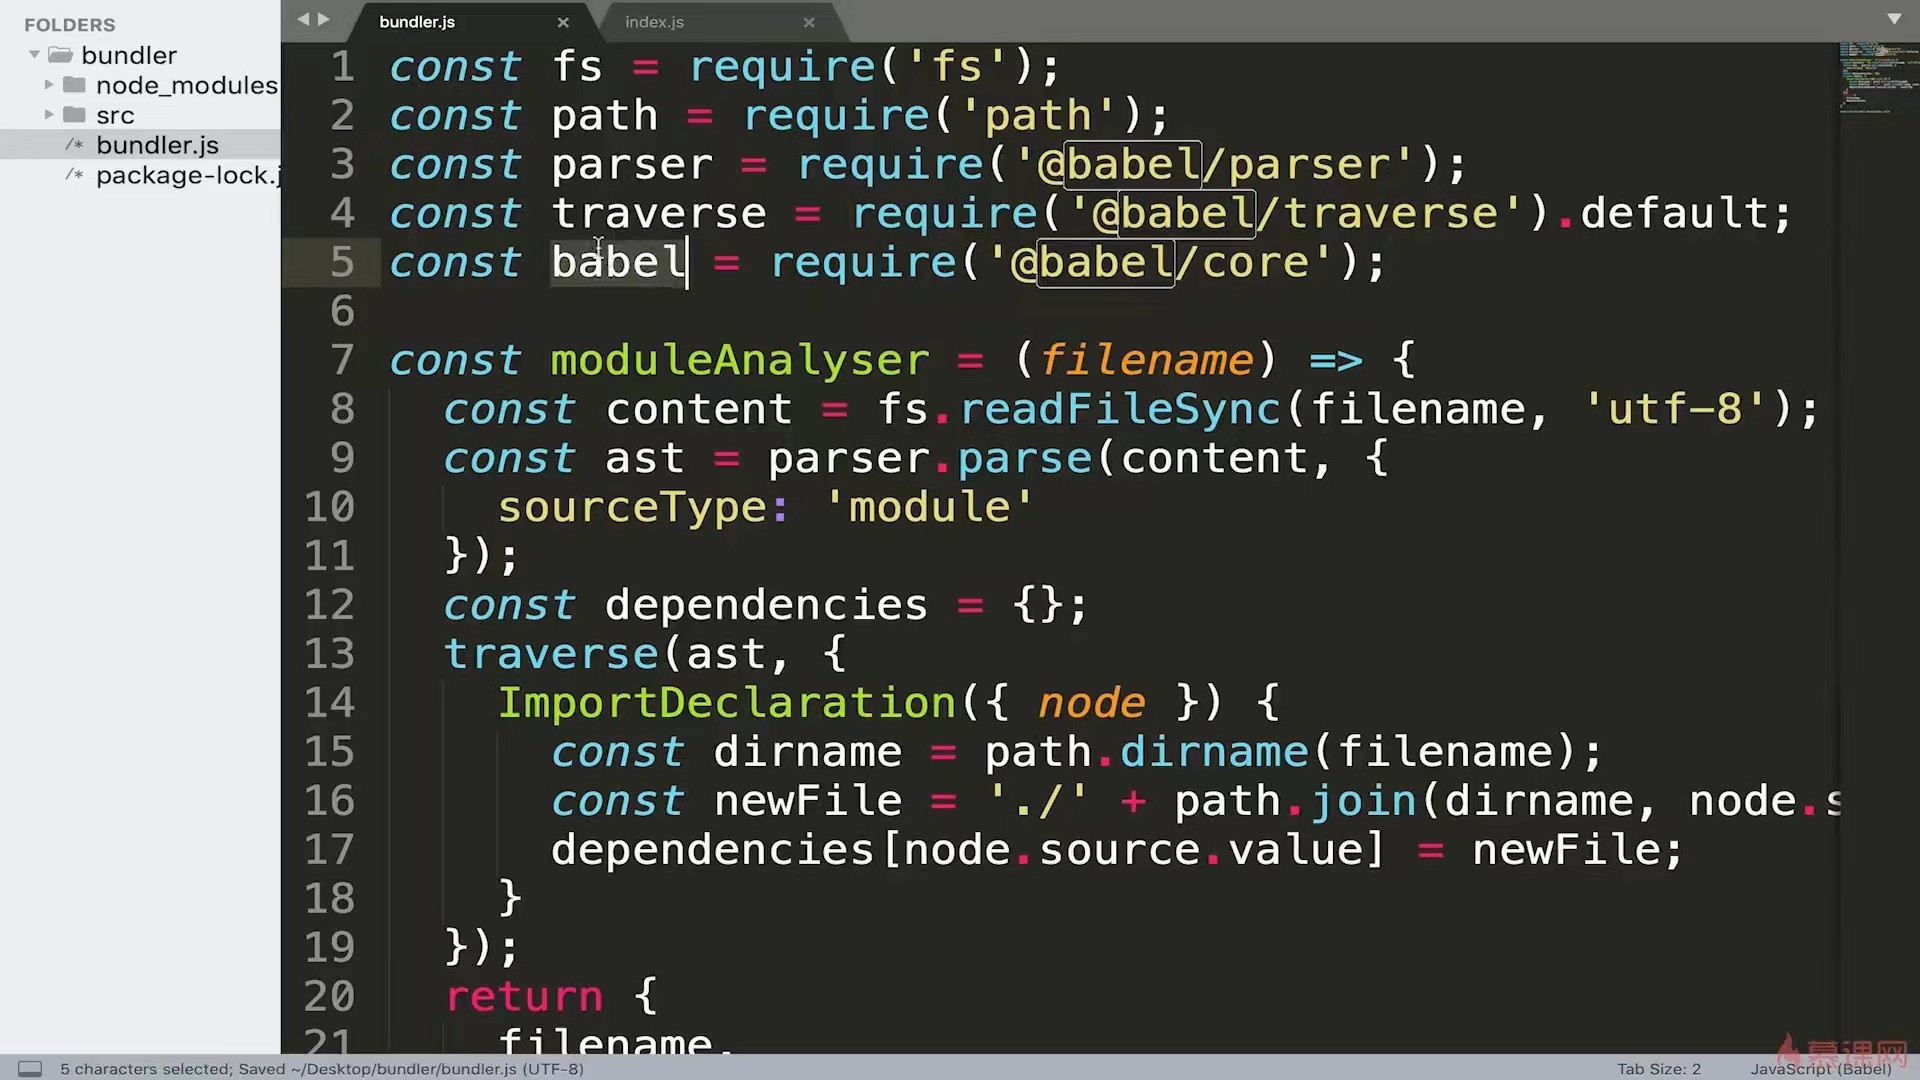 FOLDERS
bundler
node_modules
src
/* bundler.js
/* package-lock.j
bundler.js
index.js
1 const fs = require('fs');
2 const path = require('path');
3 const parser = require('@babel/parser');
4 const traverse = require('@babel/traverse').default;
5 const babel = require('@babel/core');
6
7 const moduleAnalyser = (filename) => {
8 const content = fs.readFileSync(filename, 'utf-8');
9 const ast = parser.parse(content, {
10 sourceType: 'module'
11 });
12 const dependencies = {};
13 traverse(ast, {
14 ImportDeclaration({ node }) {
15 const dirname = path.dirname(filename);
16 const newFile = './' + path.join(dirname, node.s
17 dependencies[node.source.value] = newFile;
18 }
19 });
20 return {
21 filename,
5 characters selected; Saved ~/Desktop/bundler/bundler.js (UTF-8)
Tab Size: 2
JavaScript (Babel)
慕课网